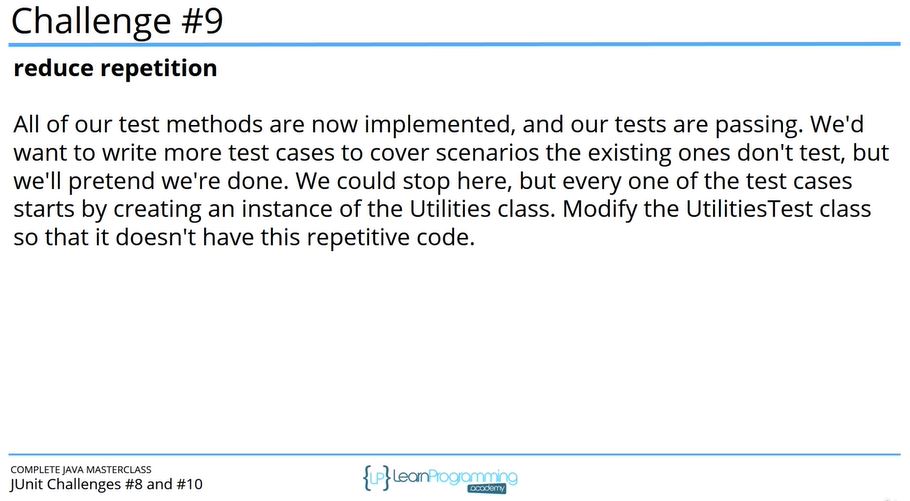 Challenge #9
reduce repetition
All of our test methods are now implemented, and our tests are passing. We'd
want to write more test cases to cover scenarios the existing ones don't test, but
we'll pretend we're done. We could stop here, but every one of the test cases
starts by creating an instance of the Utilities class. Modify the UtilitiesTest class
so that it doesn't have this repetitive code.
COMPLETE JAVA MASTERCLASS
JUnit Challenges #8 and #10
{LP} LearnProgramming
.academy